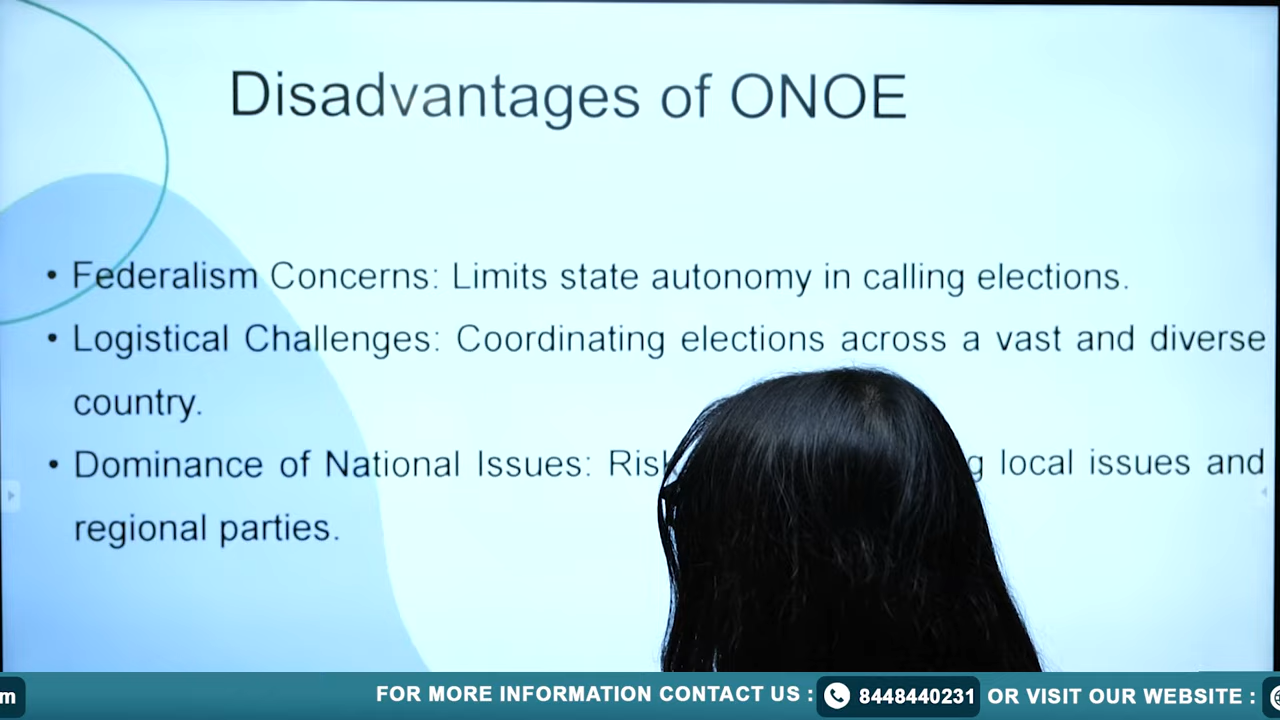 Disadvantages of ONOE
• Federalism Concerns: Limits state autonomy in calling elections.
• Logistical Challenges: Coordinating elections across a vast and diverse
country.
• Dominance of National Issues: local issues and
regional parties.
FOR MORE INFORMATION CONTACT US : 8448440231 OR VISIT OUR WEBSITE :